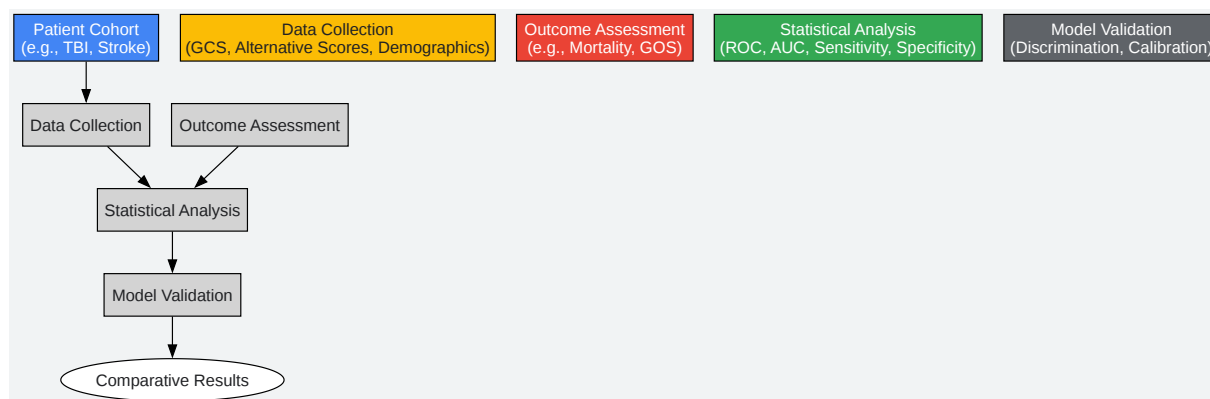 Patient Cohort
(e.g., TBI, Stroke)
Data Collection
(GCS, Alternative Scores, Demographics)
Outcome Assessment
(e.g., Mortality, GOS)
Statistical Analysis
(ROC, AUC, Sensitivity, Specificity)
Model Validation
(Discrimination, Calibration)
Data Collection
Outcome Assessment
Statistical Analysis
Model Validation
Comparative Results